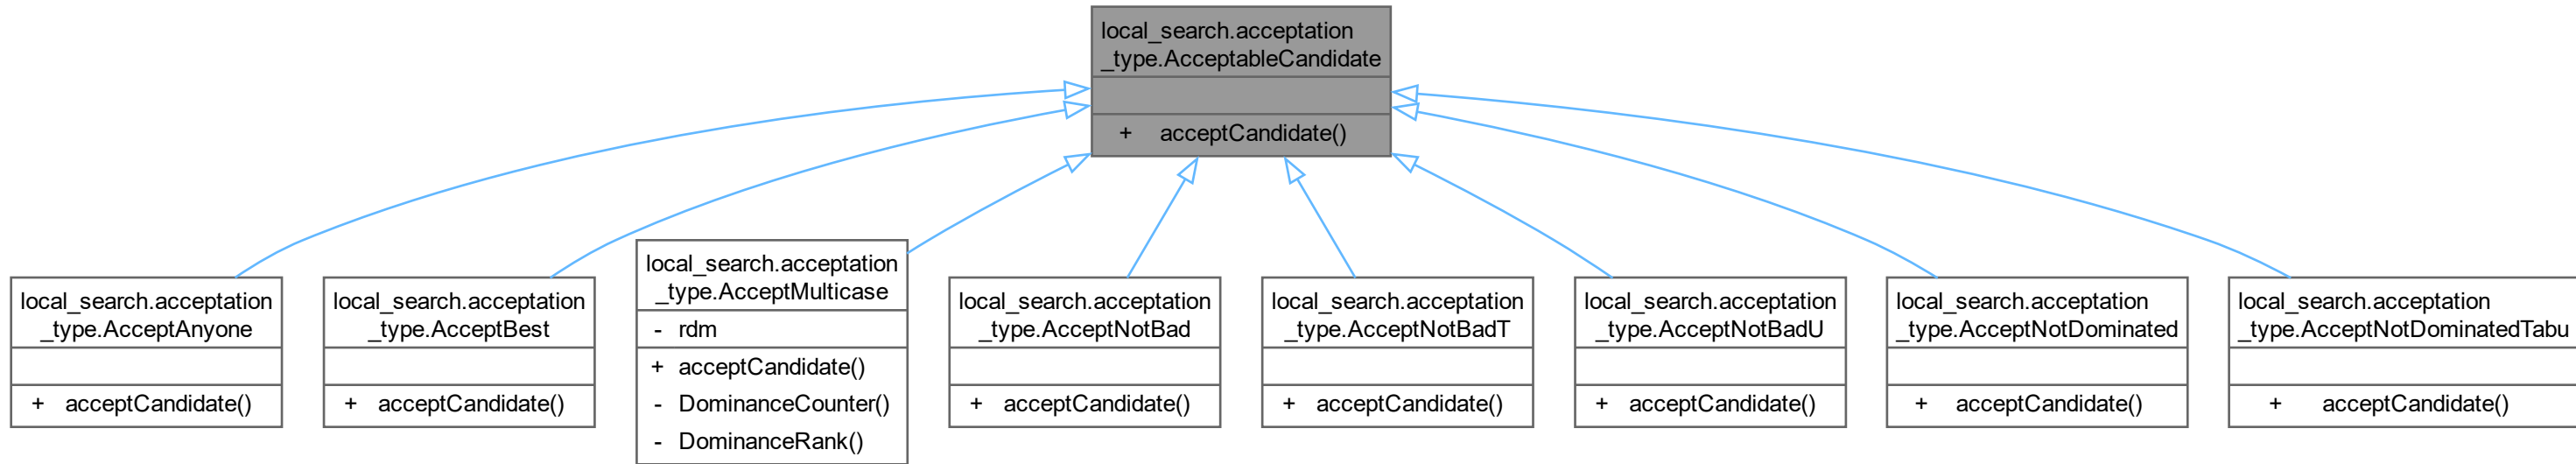 local_search.acceptation
_type.AcceptableCandidate
+ acceptCandidate()
local_search.acceptation
_type.AcceptAnyone
+ acceptCandidate()
local_search.acceptation
_type.AcceptBest
+ acceptCandidate()
local_search.acceptation
_type.AcceptMulticase
- rdm
+ acceptCandidate()
- DominanceCounter()
- DominanceRank()
local_search.acceptation
_type.AcceptNotBad
+ acceptCandidate()
local_search.acceptation
_type.AcceptNotBadT
+ acceptCandidate()
local_search.acceptation
_type.AcceptNotBadU
+ acceptCandidate()
local_search.acceptation
_type.AcceptNotDominated
+ acceptCandidate()
local_search.acceptation
_type.AcceptNotDominatedTabu
+ acceptCandidate()